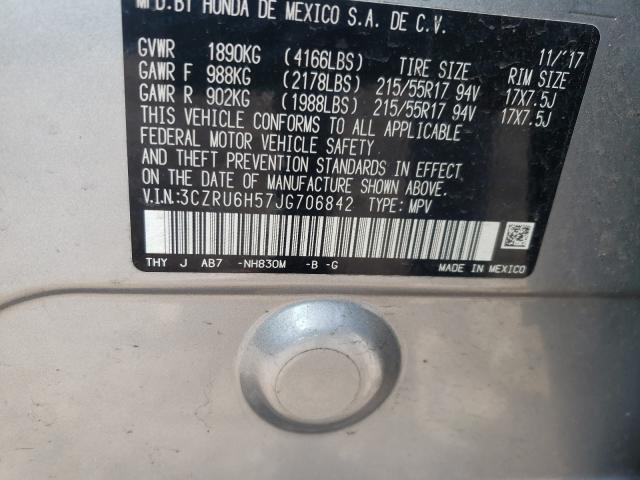 MFD.BY HONDA DE MEXICO S.A. DE C.V.
11/'17
GVWR 1890KG (4166LBS) TIRE SIZE RIM SIZE
GAWR F 988KG (2178LBS) 215/55R17 94V 17X7.5J
GAWR R 902KG (1988LBS) 215/55R17 94V 17X7.5J
THIS VEHICLE CONFORMS TO ALL APPLICABLE
FEDERAL MOTOR VEHICLE SAFETY
AND THEFT PREVENTION STANDARDS IN EFFECT
ON THE DATE OF MANUFACTURE SHOWN ABOVE.
V.I.N:3CZRU6H57JG706842 TYPE: MPV
THY J AB7 -NH830M -B -G MADE IN MEXICO